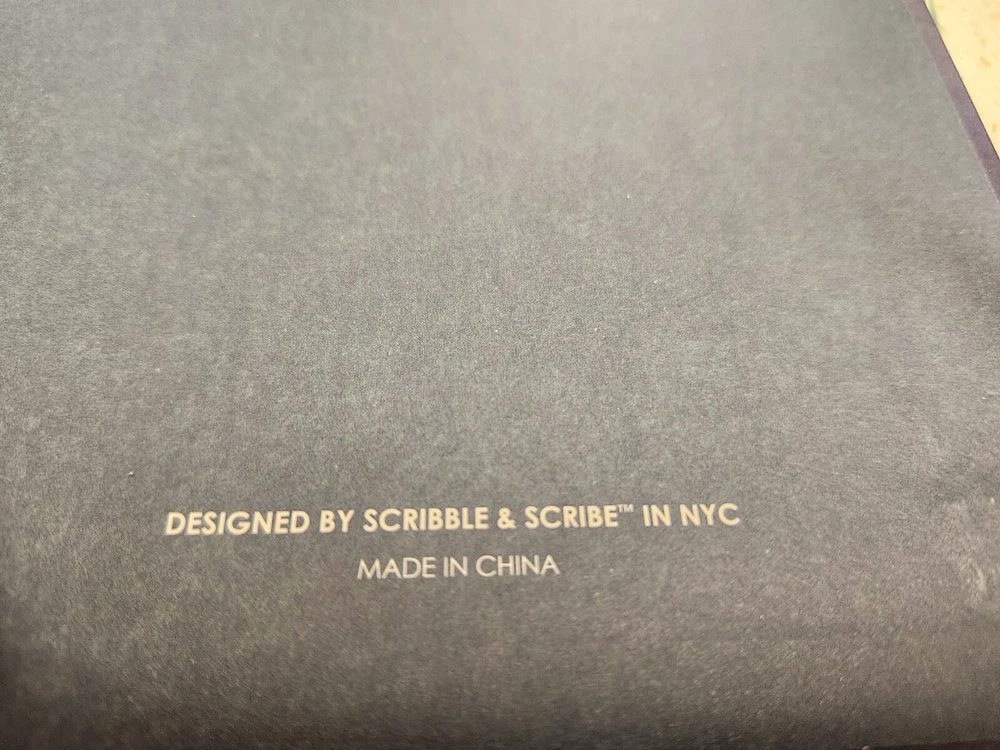 DESIGNED BY SCRIBBLE & SCRIBE™ IN NYC
MADE IN CHINA